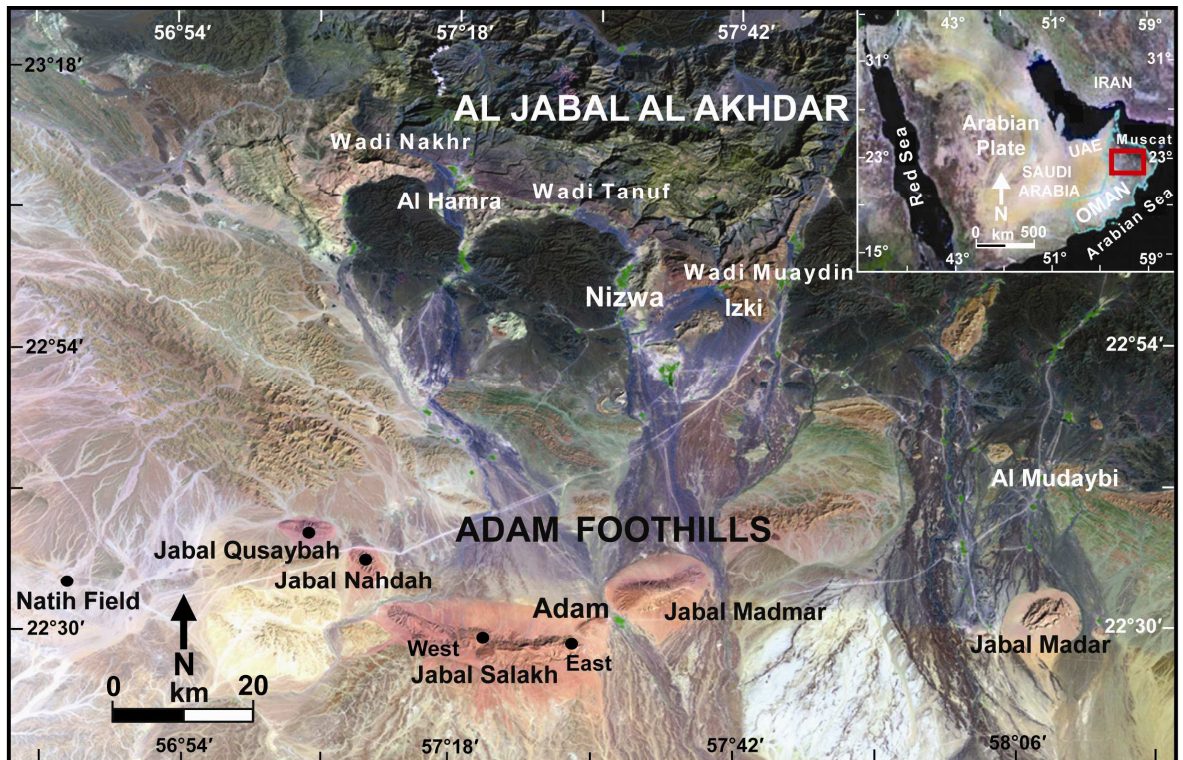 56°54′ 57°18′ 57°42′
23°18′
AL JABAL AL AKHDAR
Wadi Nakhr
Al Hamra
Wadi Tanuf
Wadi Muaydin
Nizwa
Izki
22°54′ 22°54′
Al Mudaybi
ADAM FOOTHILLS
Jabal Qusaybah
Jabal Nahdah
Natih Field
Adam
Jabal Madmar
22°30′ 22°30′
West
East
Jabal Salakh
Jabal Madar
N
km
0 20
56°54′ 57°18′ 57°42′ 58°06′
43° 51° 59°
31° 31°
IRAN
Arabian
Plate
UAE
Muscat
23° 23°
Red Sea
SAUDI
ARABIA
OMAN
N
0 km 500
Arabian Sea
15°
43° 51° 59°